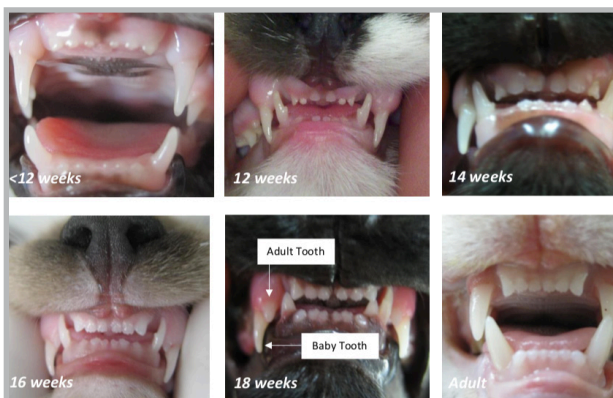 <12 weeks
12 weeks
14 weeks
16 weeks
Adult Tooth
Baby Tooth
18 weeks
Adult